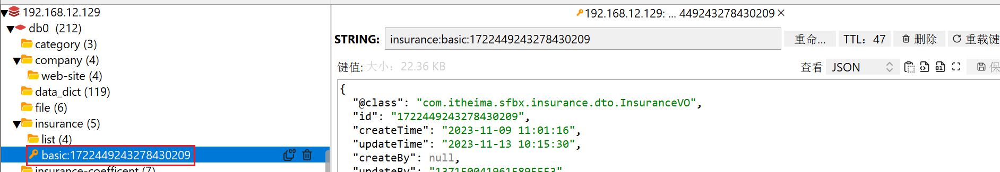 192.168.12.129
db0 (212)
category (3)
company (4)
web-site (4)
data_dict (119)
file (6)
insurance (5)
list (4)
basic:1722449243278430209
insurance-coefficent (7)
192.168.12.129: ... 449243278430209
STRING: insurance:basic:1722449243278430209 重命... TTL: 47 删除 重载键
键值: 大小: 22.36 KB 查看 JSON 保
{
"@class": "com.itheima.sfbx.insurance.dto.InsuranceVO",
"id": "1722449243278430209",
"createTime": "2023-11-09 11:01:16",
"updateTime": "2023-11-13 10:15:30",
"createBy": null,
"updateBy": "1371500419615895553"